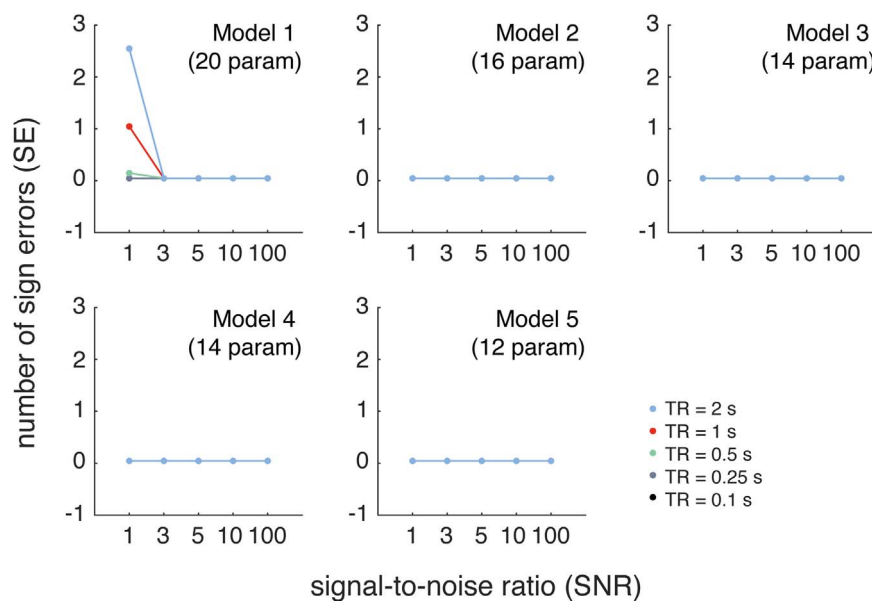 number of sign errors (SE)
Model 1
(20 param)
3
2
1
0
-1
1 3 5 10 100
Model 2
(16 param)
3
2
1
0
-1
1 3 5 10 100
Model 3
(14 param)
3
2
1
0
-1
1 3 5 10 100
Model 4
(14 param)
3
2
1
0
-1
1 3 5 10 100
Model 5
(12 param)
3
2
1
0
-1
1 3 5 10 100
TR = 2 s
TR = 1 s
TR = 0.5 s
TR = 0.25 s
TR = 0.1 s
signal-to-noise ratio (SNR)